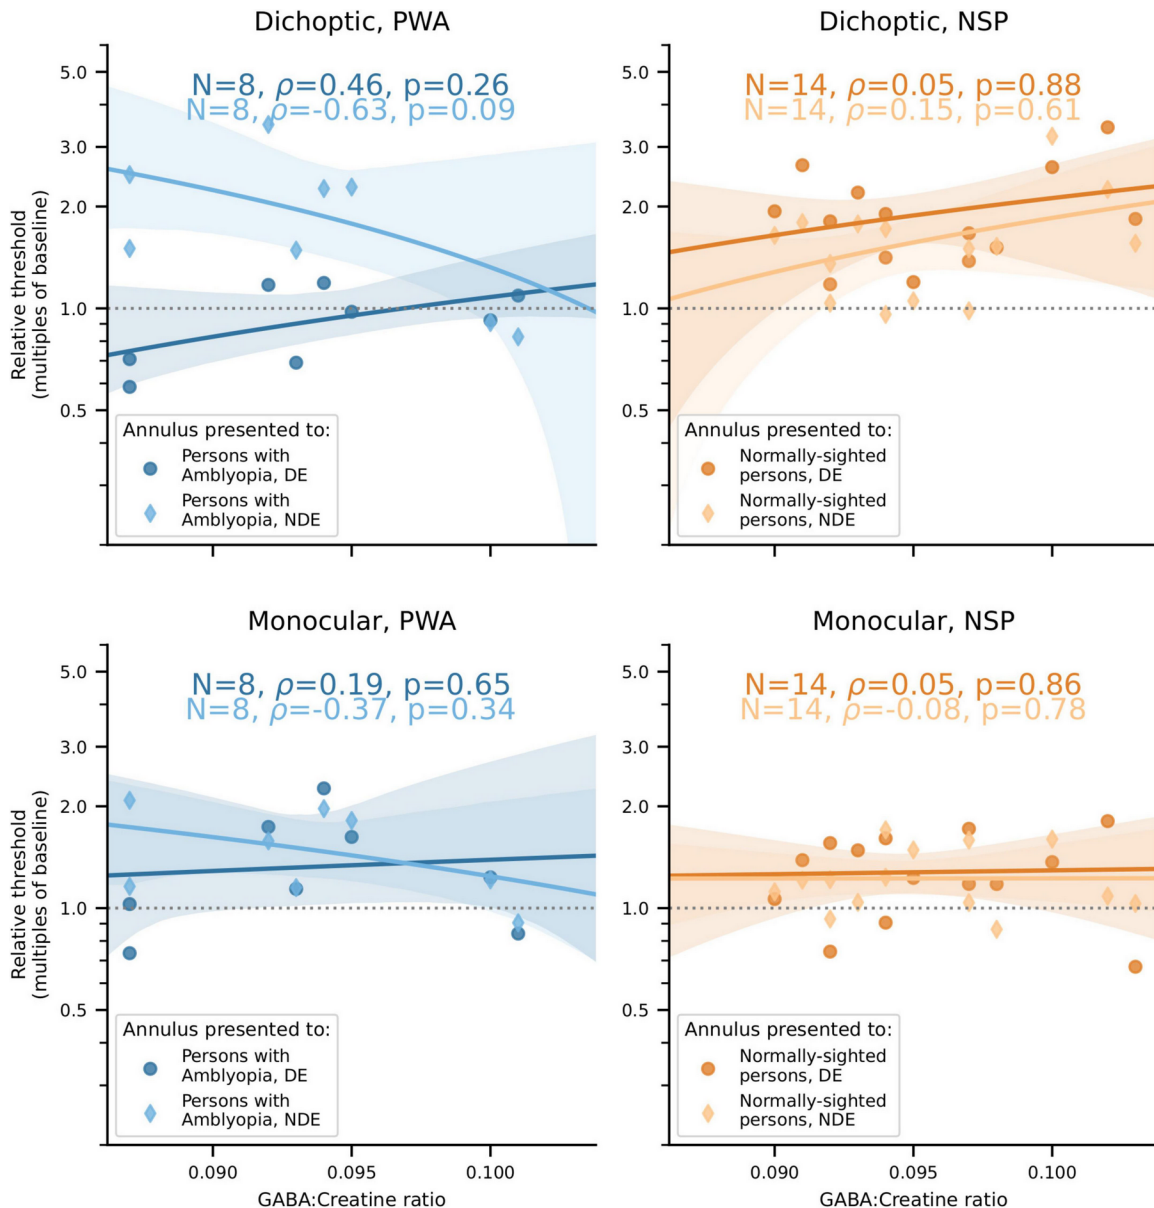 Dichoptic, PWA
N=8, ρ=0.46, p=0.26
N=8, ρ=-0.63, p=0.09
5.0
3.0
2.0
1.0
0.5
Relative threshold
(multiples of baseline)
Annulus presented to:
Persons with
Amblyopia, DE
Persons with
Amblyopia, NDE
Dichoptic, NSP
N=14, ρ=0.05, p=0.88
N=14, ρ=0.15, p=0.61
5.0
3.0
2.0
1.0
0.5
Annulus presented to:
Normally-sighted
persons, DE
Normally-sighted
persons, NDE
Monocular, PWA
N=8, ρ=0.19, p=0.65
N=8, ρ=-0.37, p=0.34
5.0
3.0
2.0
1.0
0.5
Relative threshold
(multiples of baseline)
Annulus presented to:
Persons with
Amblyopia, DE
Persons with
Amblyopia, NDE
0.090 0.095 0.100
GABA:Creatine ratio
Monocular, NSP
N=14, ρ=0.05, p=0.86
N=14, ρ=-0.08, p=0.78
5.0
3.0
2.0
1.0
0.5
Annulus presented to:
Normally-sighted
persons, DE
Normally-sighted
persons, NDE
0.090 0.095 0.100
GABA:Creatine ratio